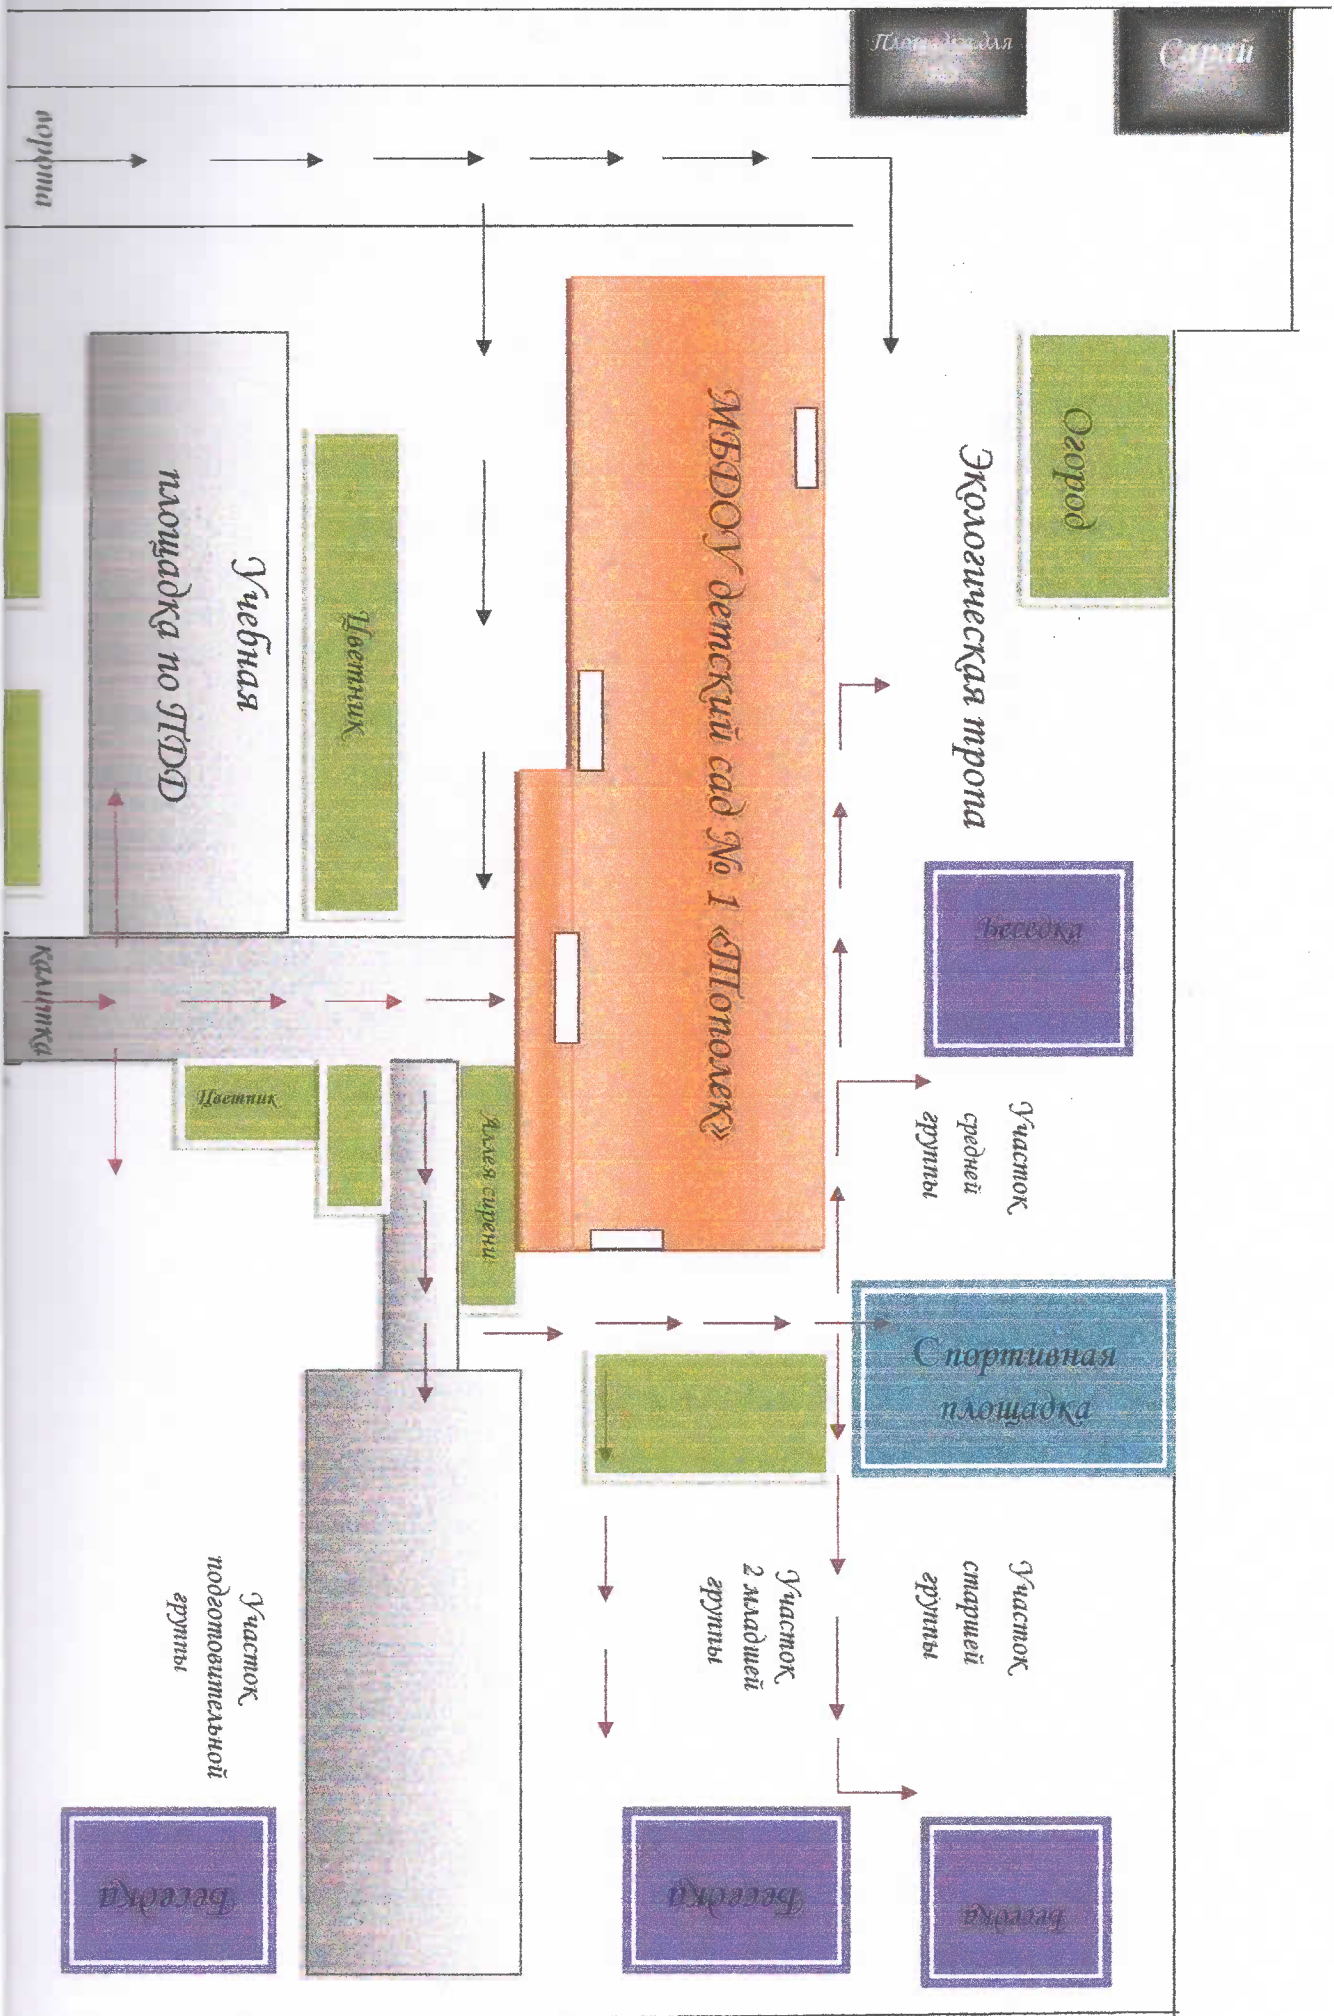 Площадка для
Сарай
ворота
Огород
Экологическая тропа
МБДОУ детский сад № 1 «Тополек»
Цветник
Учебная
площадка по ПДД
Беседка
калитка
Цветник
Аллея сирени
Участок
средней
группы
Спортивная
площадка
Участок
старшей
группы
Участок
2 младшей
группы
Участок
подготовительной
группы
Беседка
Беседка
Беседка